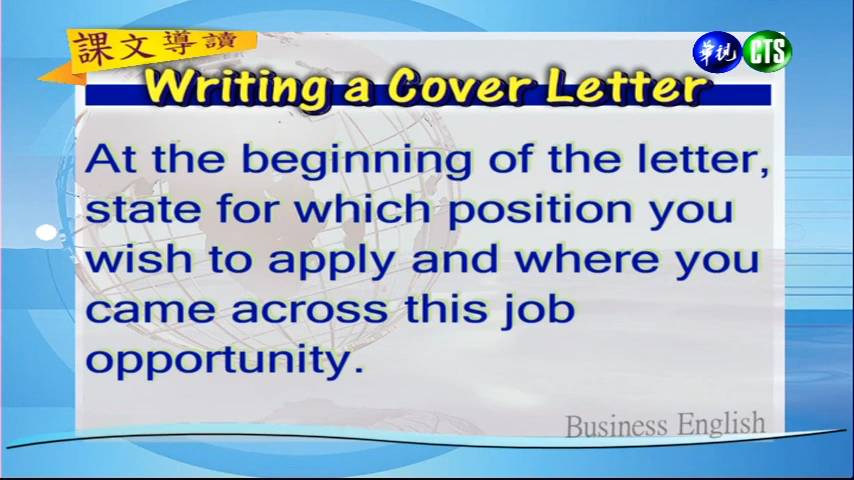 課文導讀
華視 CTS
Writing a Cover Letter
At the beginning of the letter,
state for which position you
wish to apply and where you
came across this job
opportunity.
Business English